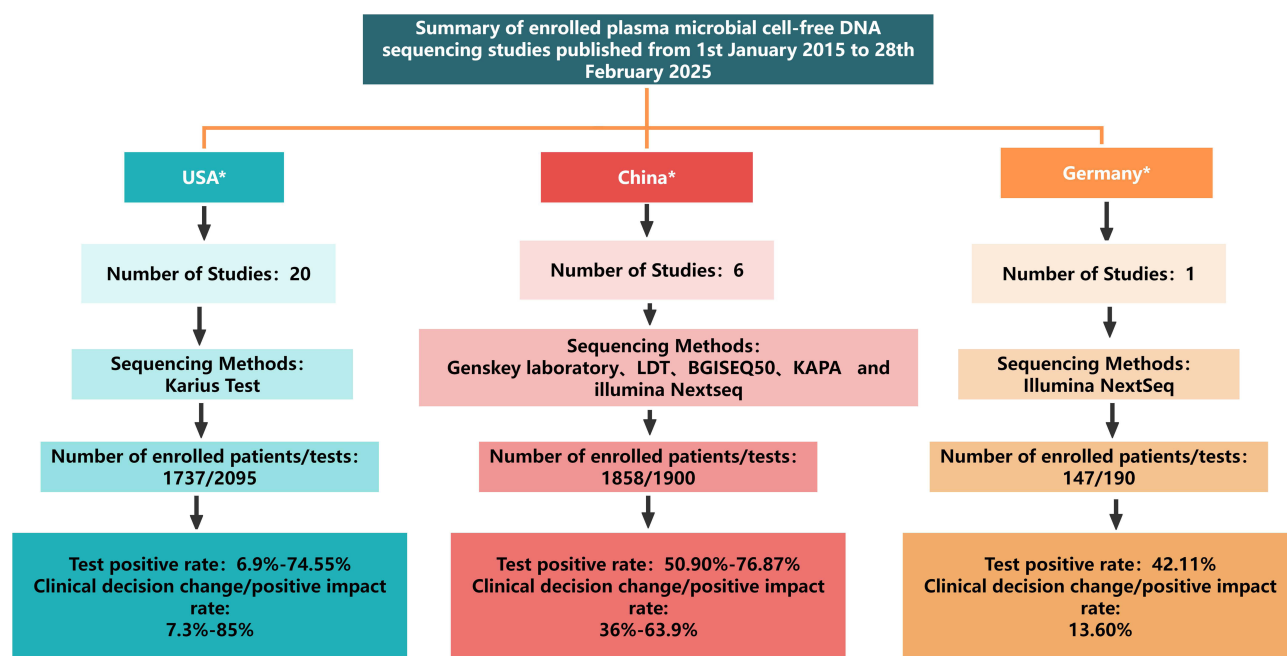 Summary of enrolled plasma microbial cell-free DNA
sequencing studies published from 1st January 2015 to 28th
February 2025
USA*
Number of Studies：20
Sequencing Methods：
Karius Test
Number of enrolled patients/tests：
1737/2095
Test positive rate：6.9%-74.55%
Clinical decision change/positive impact
rate:
7.3%-85%
China*
Number of Studies：6
Sequencing Methods：
Genskey laboratory、LDT、BGISEQ50、KAPA and
illumina Nextseq
Number of enrolled patients/tests：
1858/1900
Test positive rate：50.90%-76.87%
Clinical decision change/positive impact
rate:
36%-63.9%
Germany*
Number of Studies：1
Sequencing Methods：
Illumina NextSeq
Number of enrolled patients/tests：
147/190
Test positive rate：42.11%
Clinical decision change/positive impact
rate:
13.60%